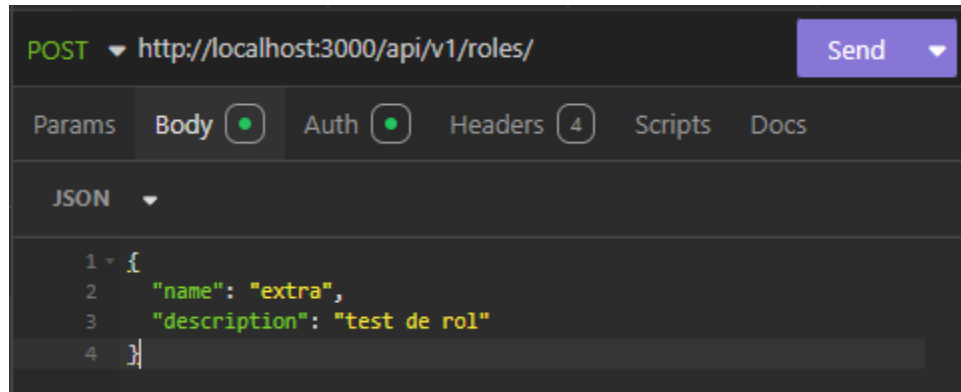 POST http://localhost:3000/api/v1/roles/ Send
Params Body Auth Headers 4 Scripts Docs
JSON
1 {
2 "name": "extra",
3 "description": "test de rol"
4 }